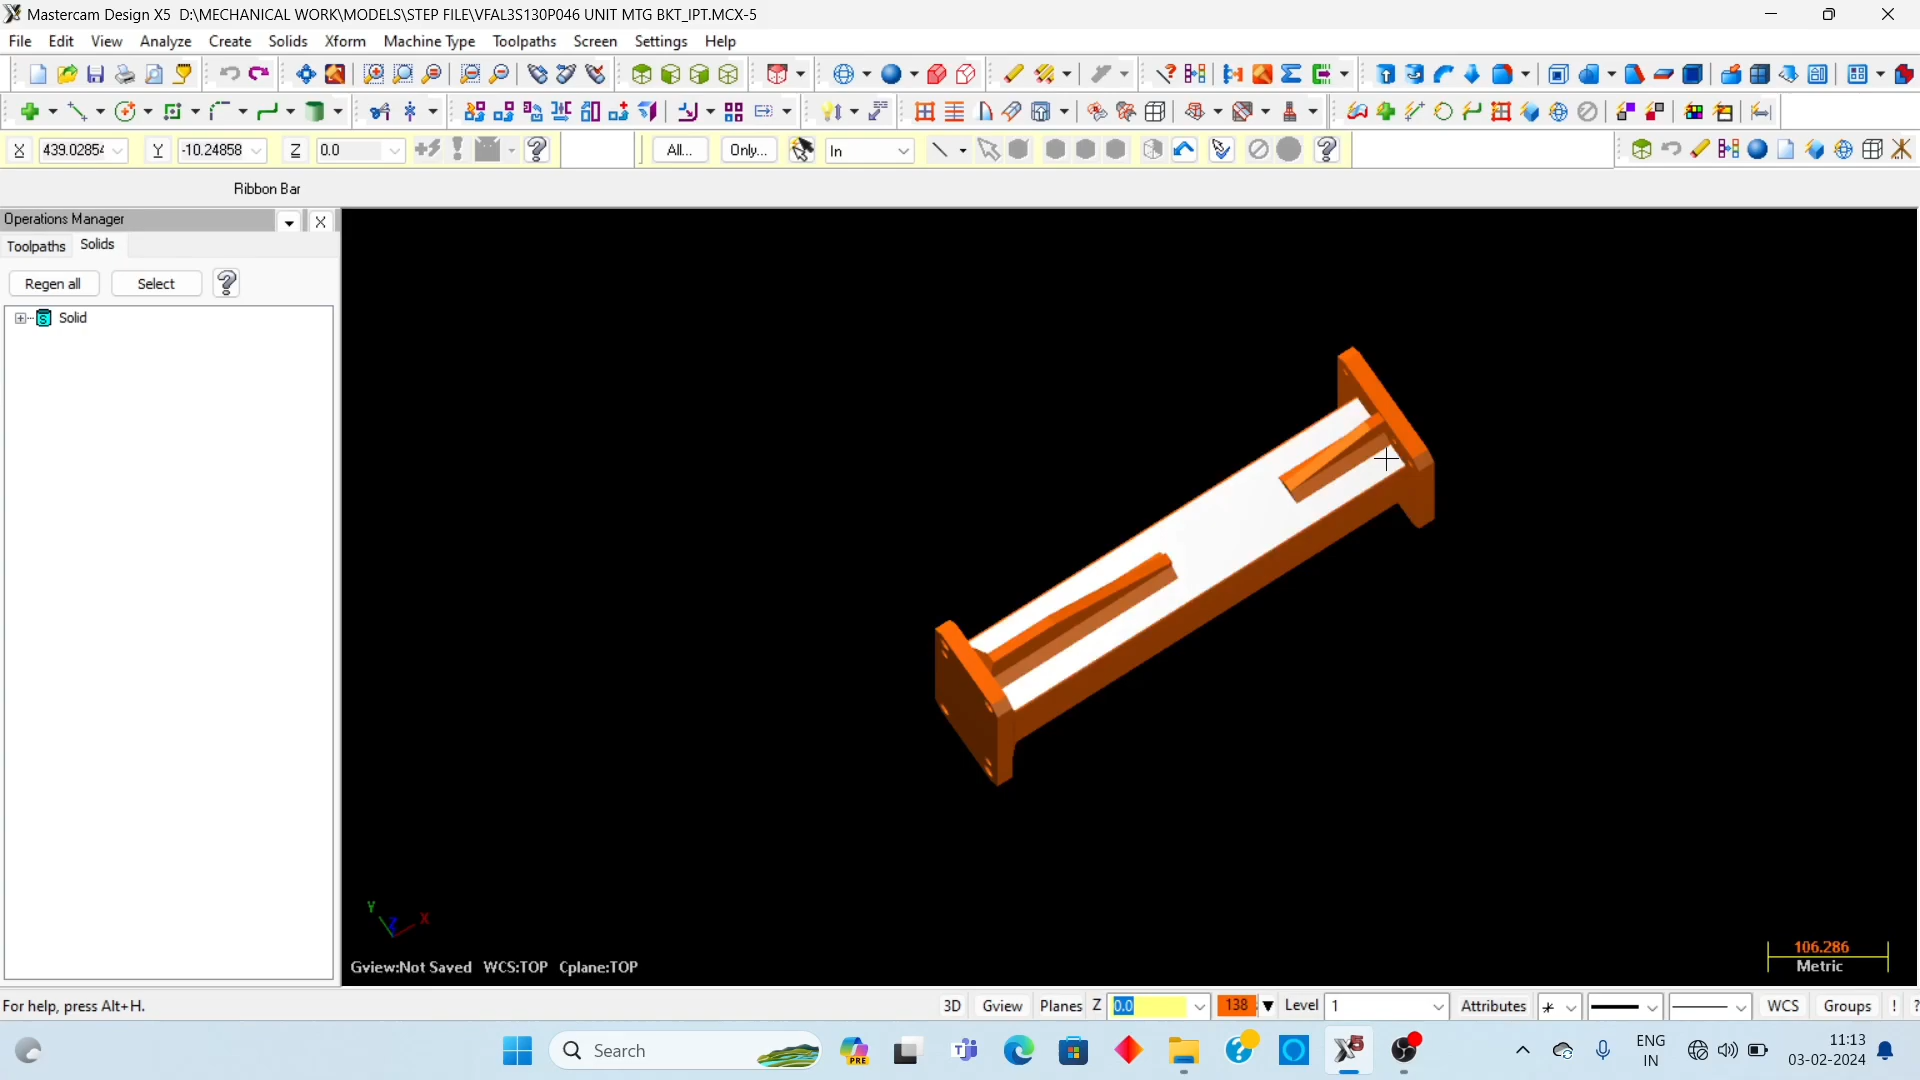 Mastercam Design X5 D:\MECHANICAL WORK\MODELS\STEP FILE\VFAL3S130P046 UNIT MTG BKT_IPT.MCX-5
File Edit View Analyze Create Solids Xform Machine Type Toolpaths Screen Settings Help
X 439.02854 Y -10.24858 Z 0.0 All... Only... In
Ribbon Bar
Operations Manager
Toolpaths Solids
Regen all Select
Solid
Y Z X
Gview:Not Saved WCS:TOP Cplane:TOP
106.286
Metric
For help, press Alt+H. 3D Gview Planes Z 0.0 138 Level 1 Attributes WCS Groups ! ?
Search PRE ENG IN 11:13 03-02-2024